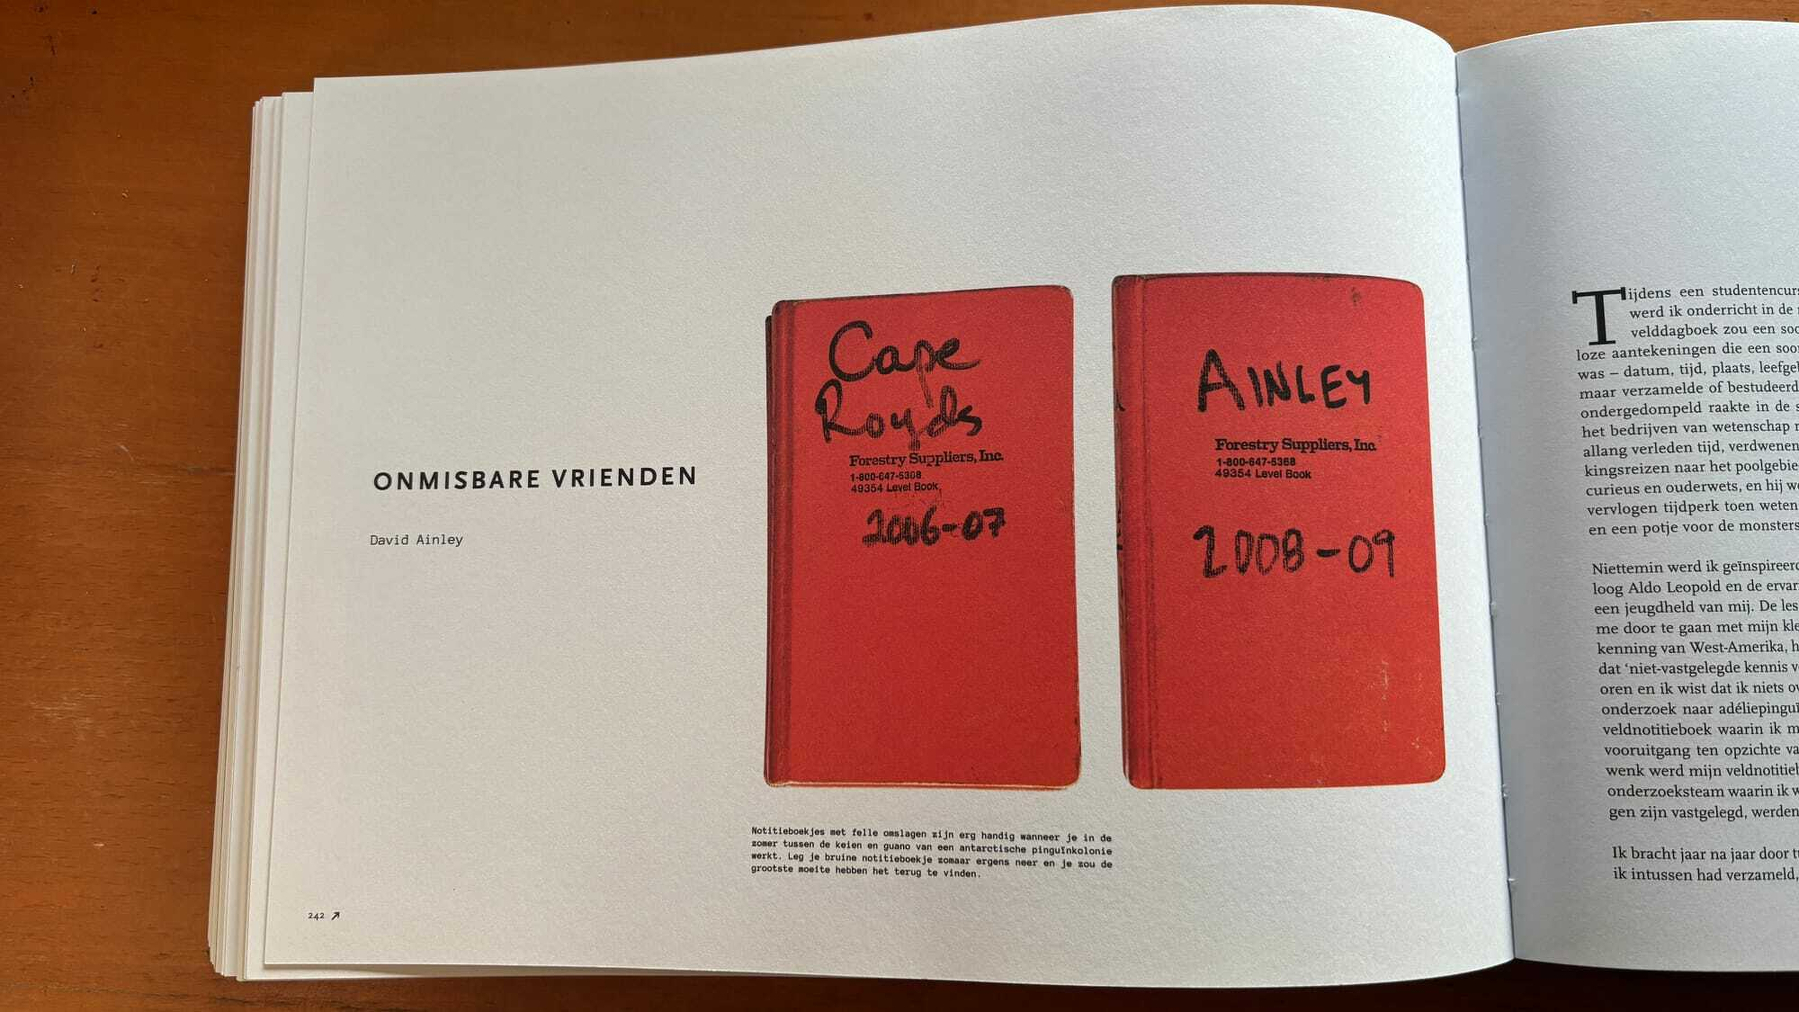 ONMISBARE VRIENDEN
David Ainley
Cape
Royds
Forestry Suppliers, Inc.
1-800-647-5368
49354 Level Book
2006-07
AINLEY
Forestry Suppliers, Inc.
1-800-647-5368
49354 Level Book
2008-09
Notitieboekjes met felle omslagen zijn erg handig wanneer je in de
zomer tussen de keien en guano van een antarctische pinguïnkolonie
werkt. Leg je bruine notitieboekje zomaar ergens neer en je zou de
grootste moeite hebben het terug te vinden.
242 ↗
Tijdens een studentencurs
werd ik onderricht in de
velddagboek zou een soo
loze aantekeningen die een soo
was – datum, tijd, plaats, leefgel
maar verzamelde of bestudeerd
ondergedompeld raakte in de s
het bedrijven van wetenschap
allang verleden tijd, verdwenen
kingsreizen naar het poolgebie
curieus en ouderwets, en hij we
vervlogen tijdperk toen weten
en een potje voor de monsters
Niettemin werd ik geïnspireerd
loog Aldo Leopold en de ervar
een jeugdheld van mij. De les
me door te gaan met mijn kle
kenning van West-Amerika, h
dat ‘niet-vastgelegde kennis v
oren en ik wist dat ik niets ov
onderzoek naar adéliepinguï
veldnotitieboek waarin ik m
vooruitgang ten opzichte va
wenk werd mijn veldnotitieb
onderzoeksteam waarin ik w
gen zijn vastgelegd, werden
Ik bracht jaar na jaar door tu
ik intussen had verzameld,